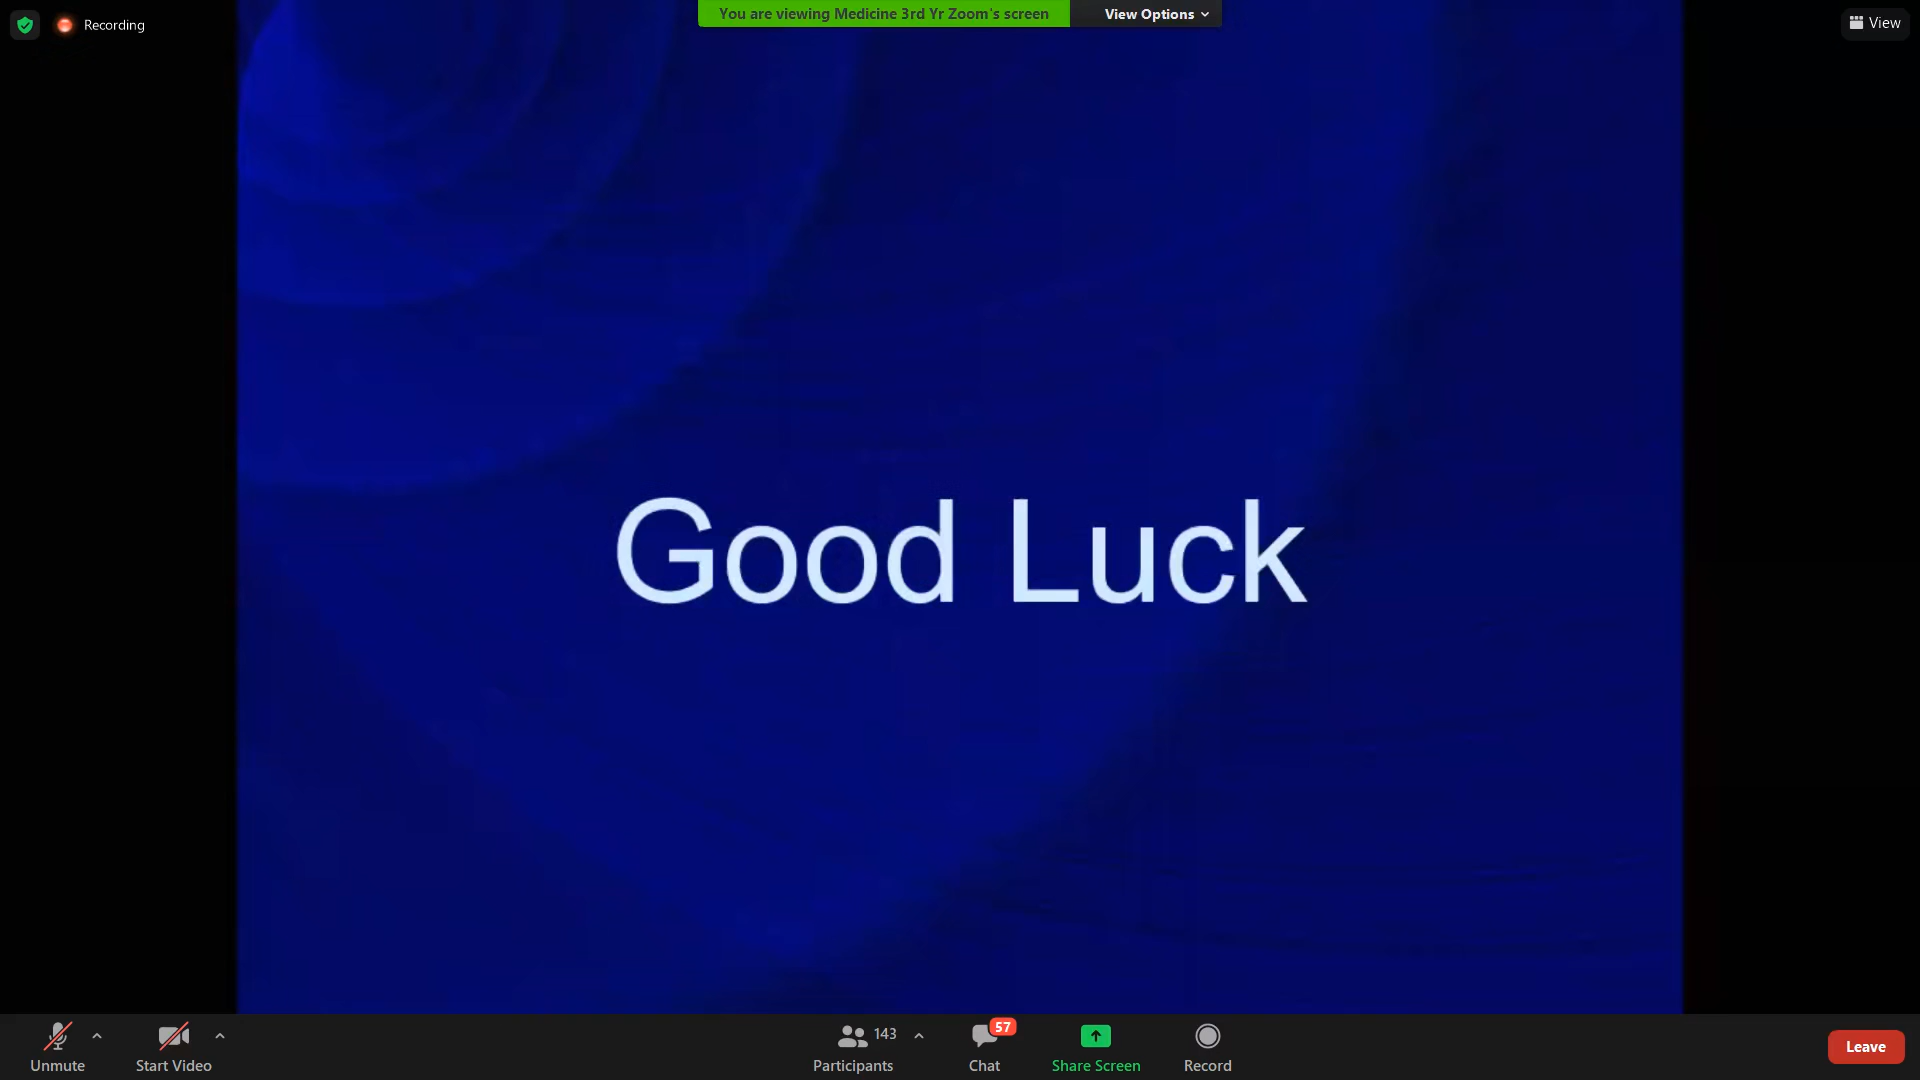 Recording
You are viewing Medicine 3rd Yr Zoom's screen
View Options
View
Good Luck
Unmute
Start Video
143
Participants
57
Chat
Share Screen
Record
Leave